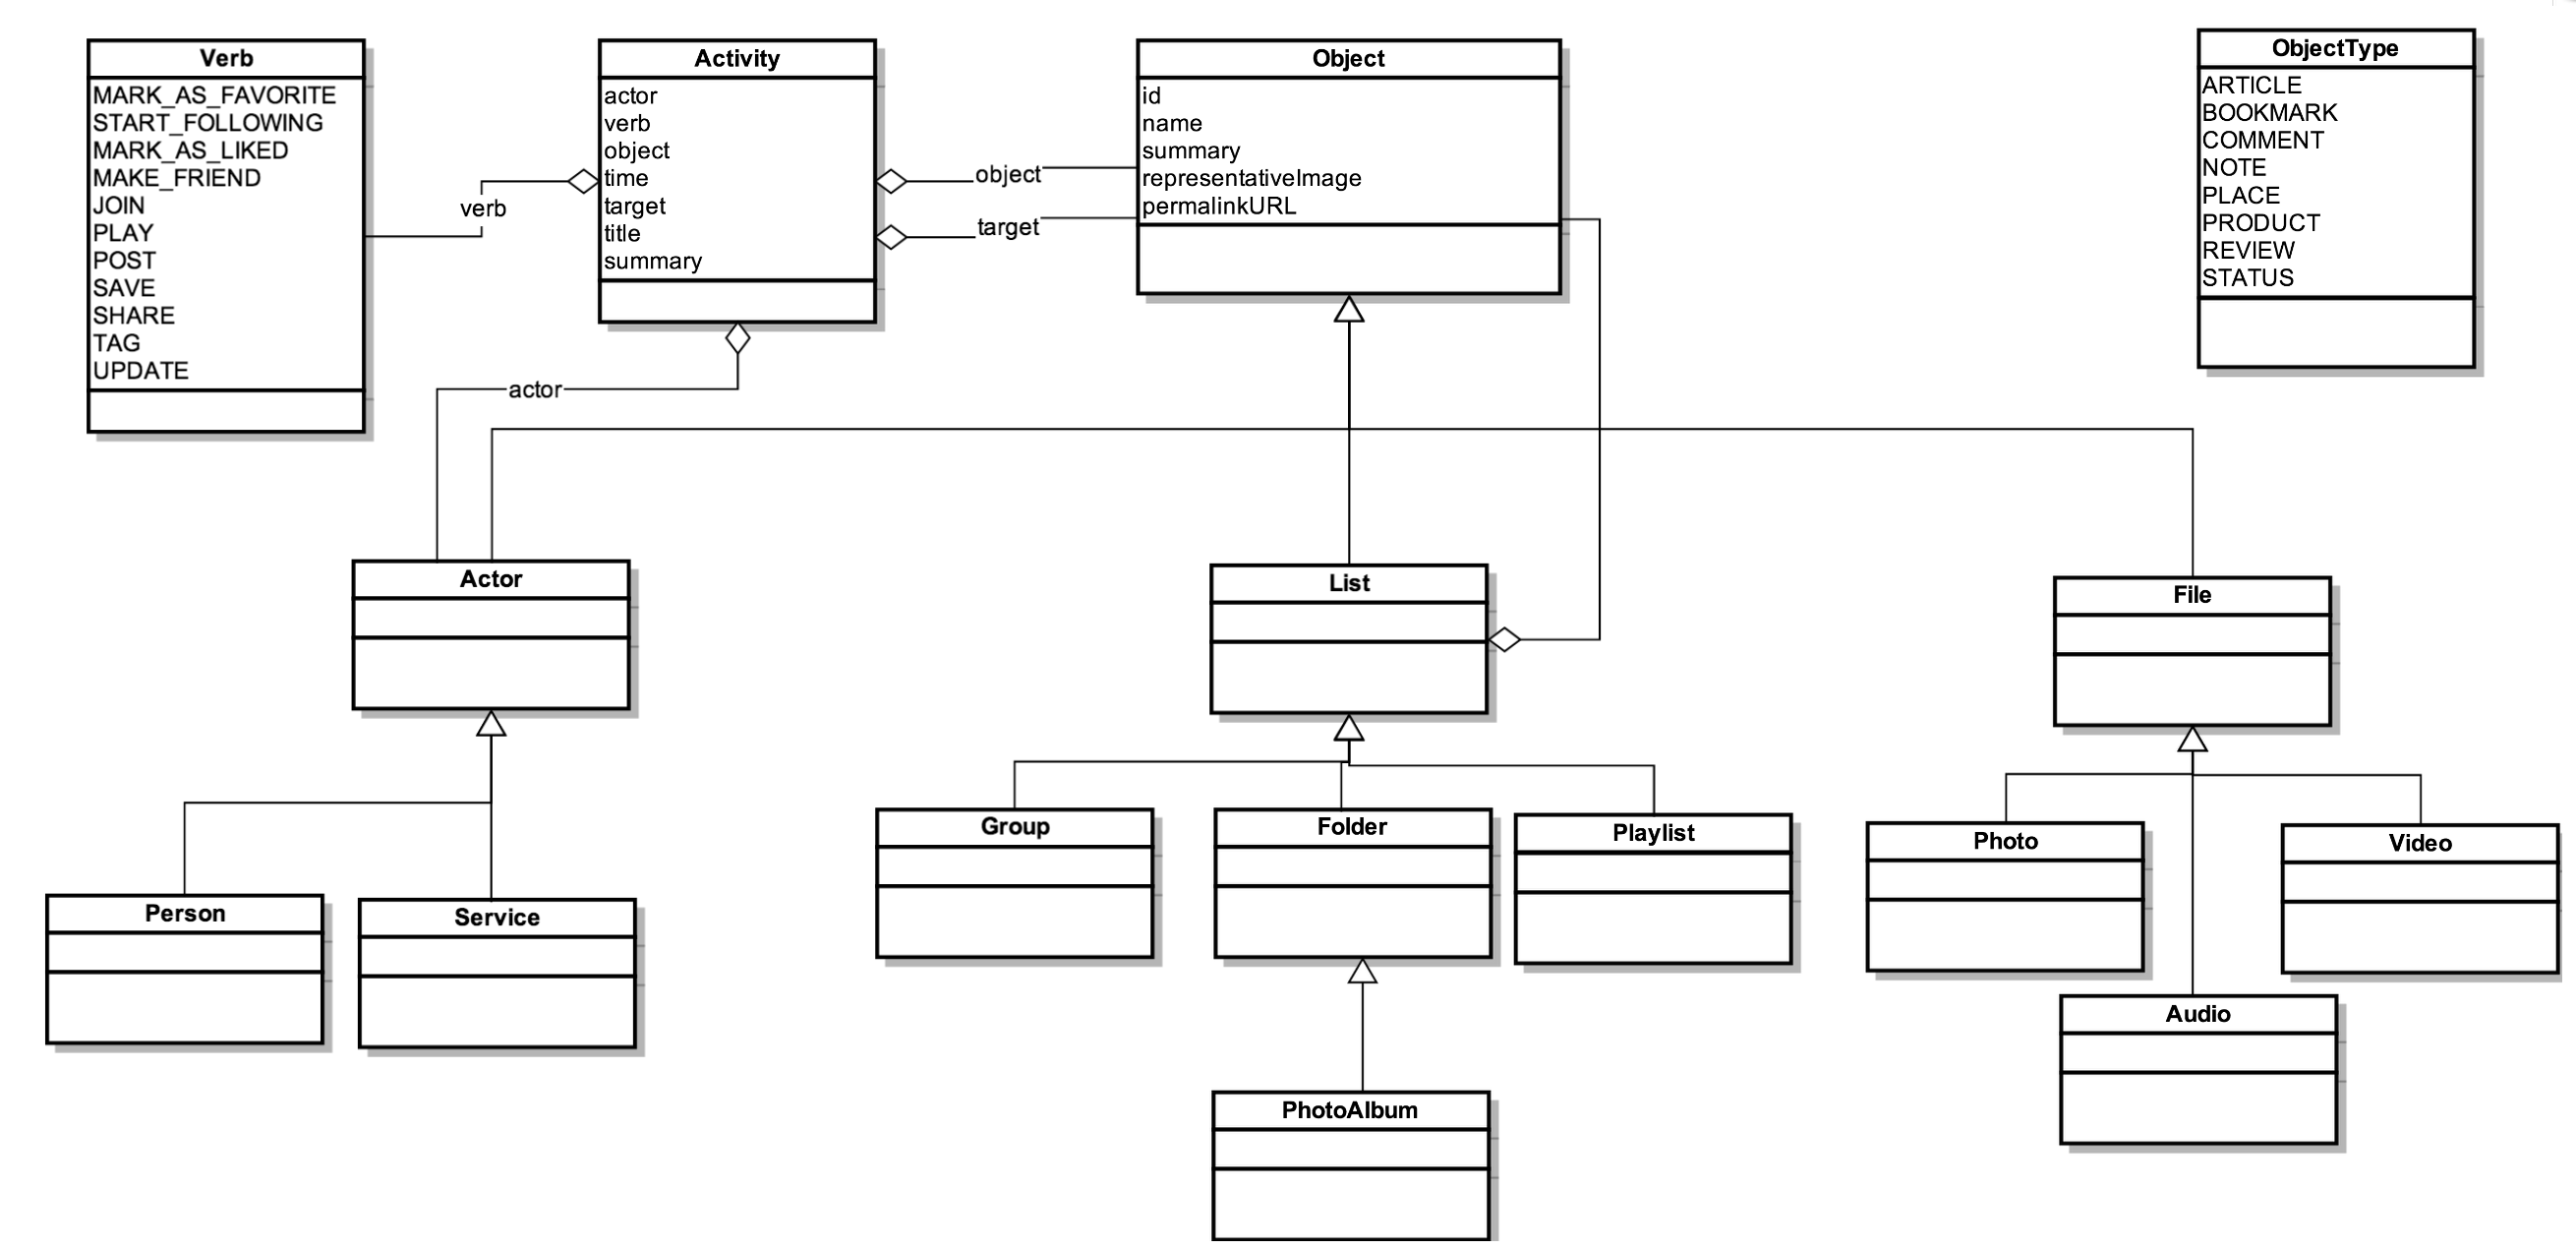 Verb
MARK_AS_FAVORITE
START_FOLLOWING
MARK_AS_LIKED
MAKE_FRIEND
JOIN
PLAY
POST
SAVE
SHARE
TAG
UPDATE
verb
Activity
actor
verb
object
time
target
title
summary
object
target
actor
Object
id
name
summary
representativeImage
permalinkURL
ObjectType
ARTICLE
BOOKMARK
COMMENT
NOTE
PLACE
PRODUCT
REVIEW
STATUS
Actor
List
File
Person
Service
Group
Folder
Playlist
Photo
Video
Audio
PhotoAlbum